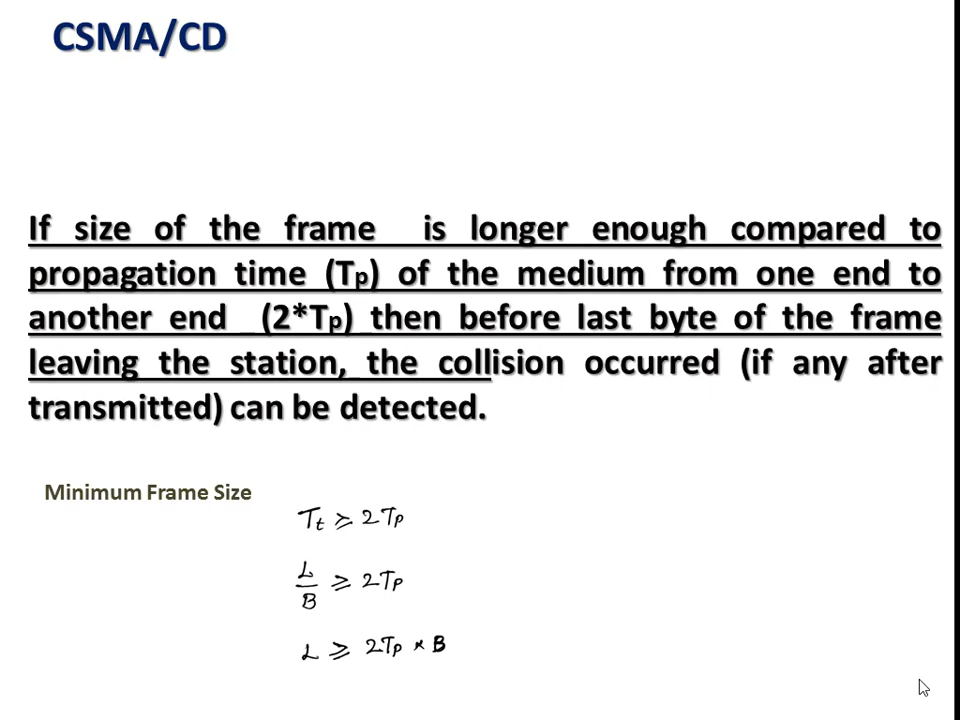 CSMA/CD
If size of the frame is longer enough compared to
propagation time (Tp) of the medium from one end to
another end (2*Tp) then before last byte of the frame
leaving the station, the collision occurred (if any after
transmitted) can be detected.
Minimum Frame Size
Tt ≥ 2Tp
L/B ≥ 2Tp
L ≥ 2Tp × B